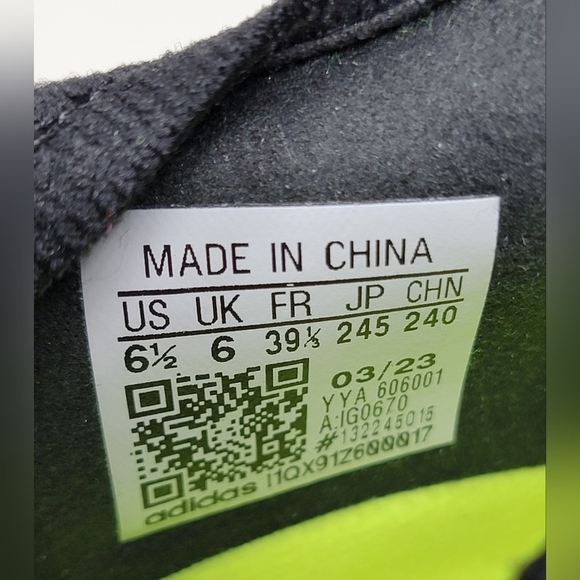 MADE IN CHINA
US UK FR JP CHN
6½ 6 39⅓ 245 240
03/23
YYA 606001
A:IG0670
#132245015
adidas I1QX91Z600017